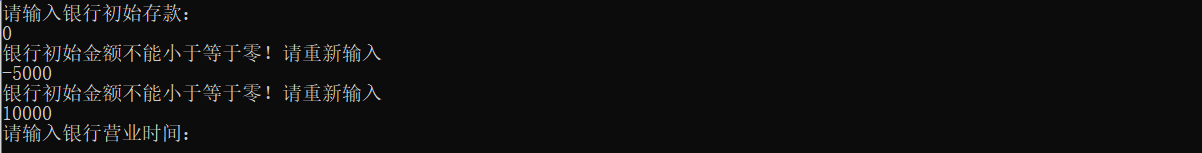 请输入银行初始存款：
0
银行初始金额不能小于等于零！请重新输入
-5000
银行初始金额不能小于等于零！请重新输入
10000
请输入银行营业时间：